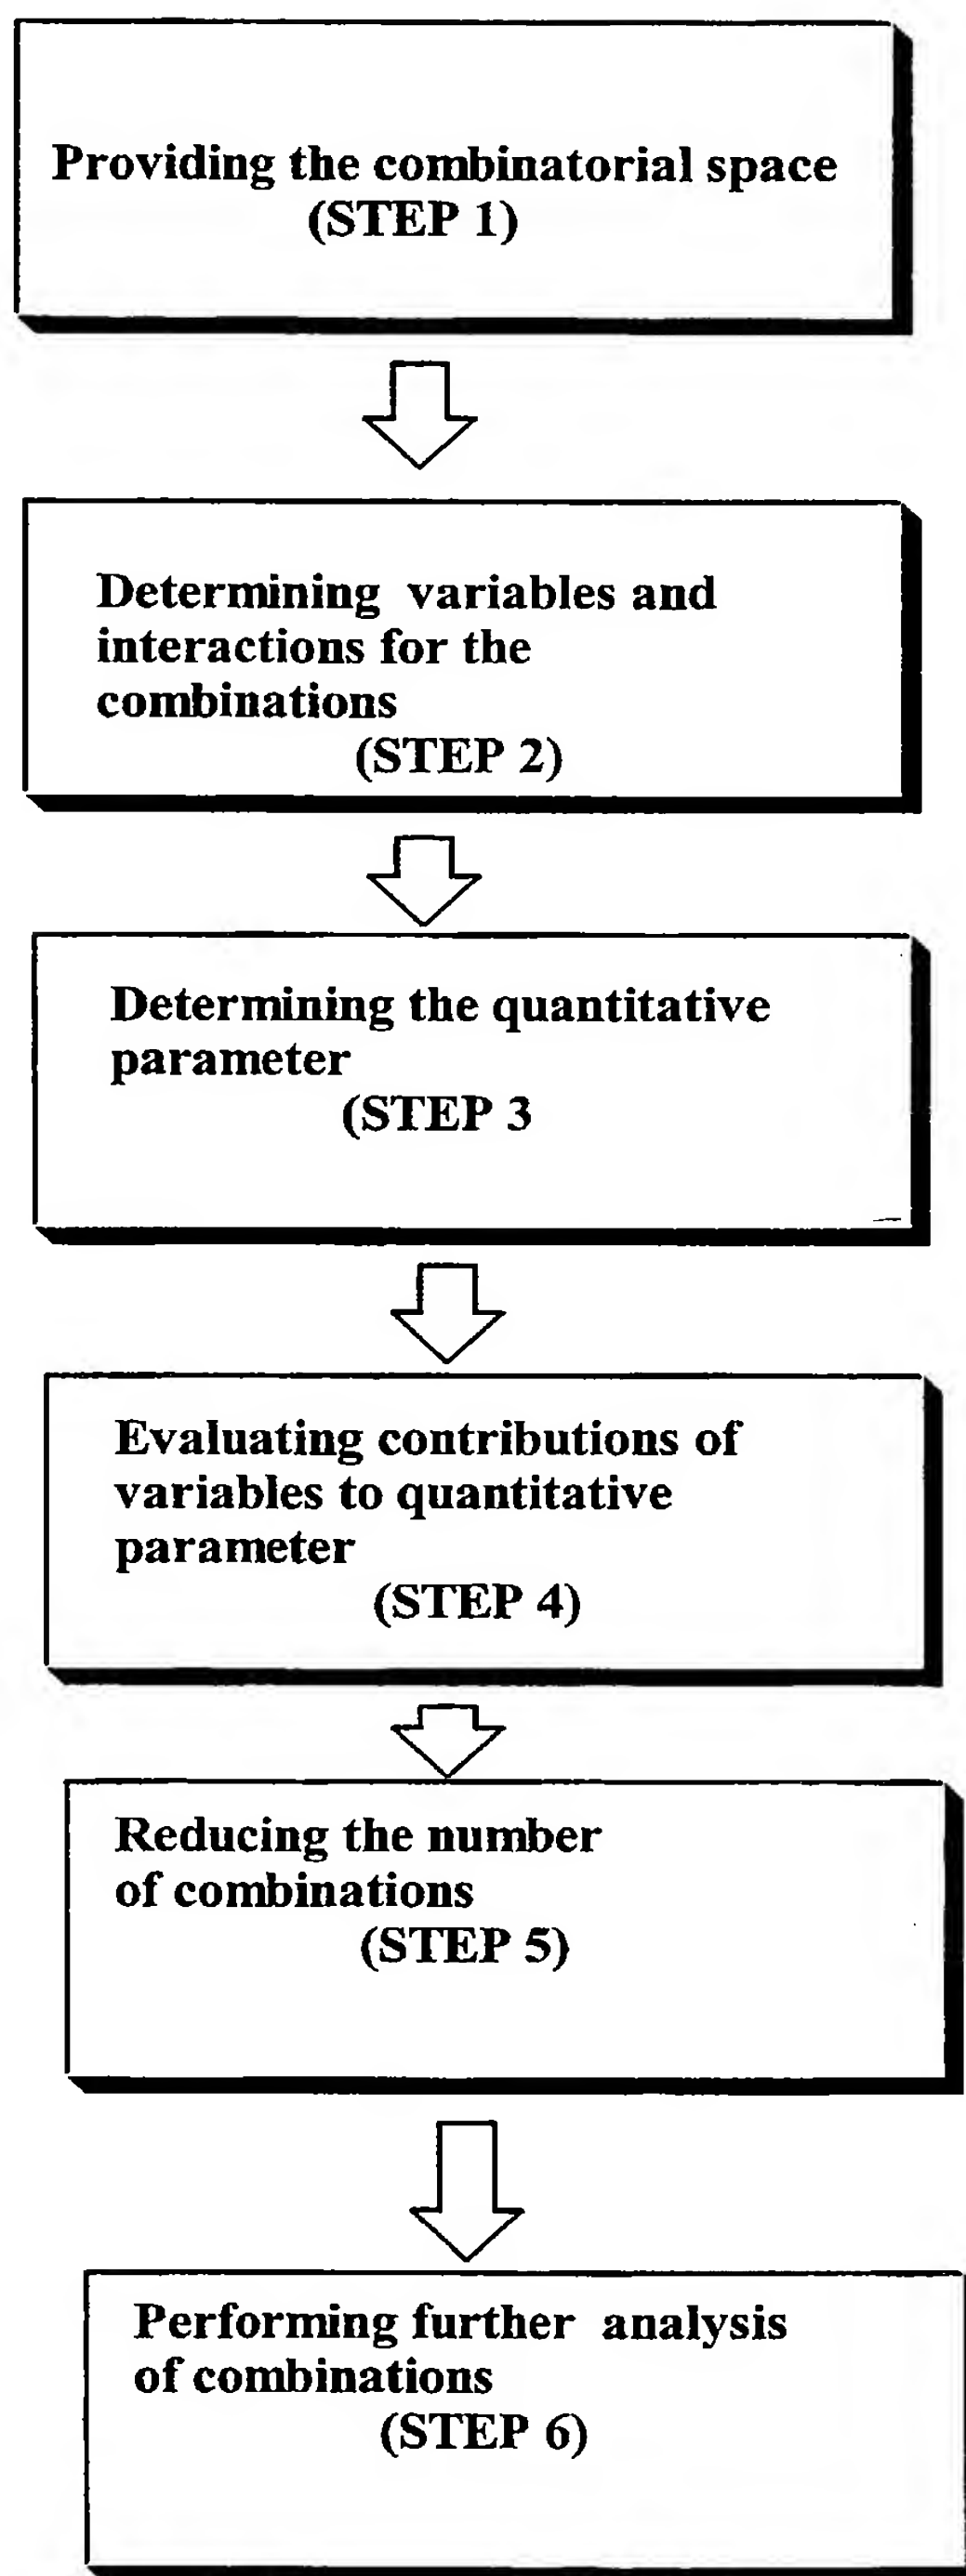 Providing the combinatorial space
(STEP 1)
Determining variables and
interactions for the
combinations
(STEP 2)
Determining the quantitative
parameter
(STEP 3
Evaluating contributions of
variables to quantitative
parameter
(STEP 4)
Reducing the number
of combinations
(STEP 5)
Performing further analysis
of combinations
(STEP 6)